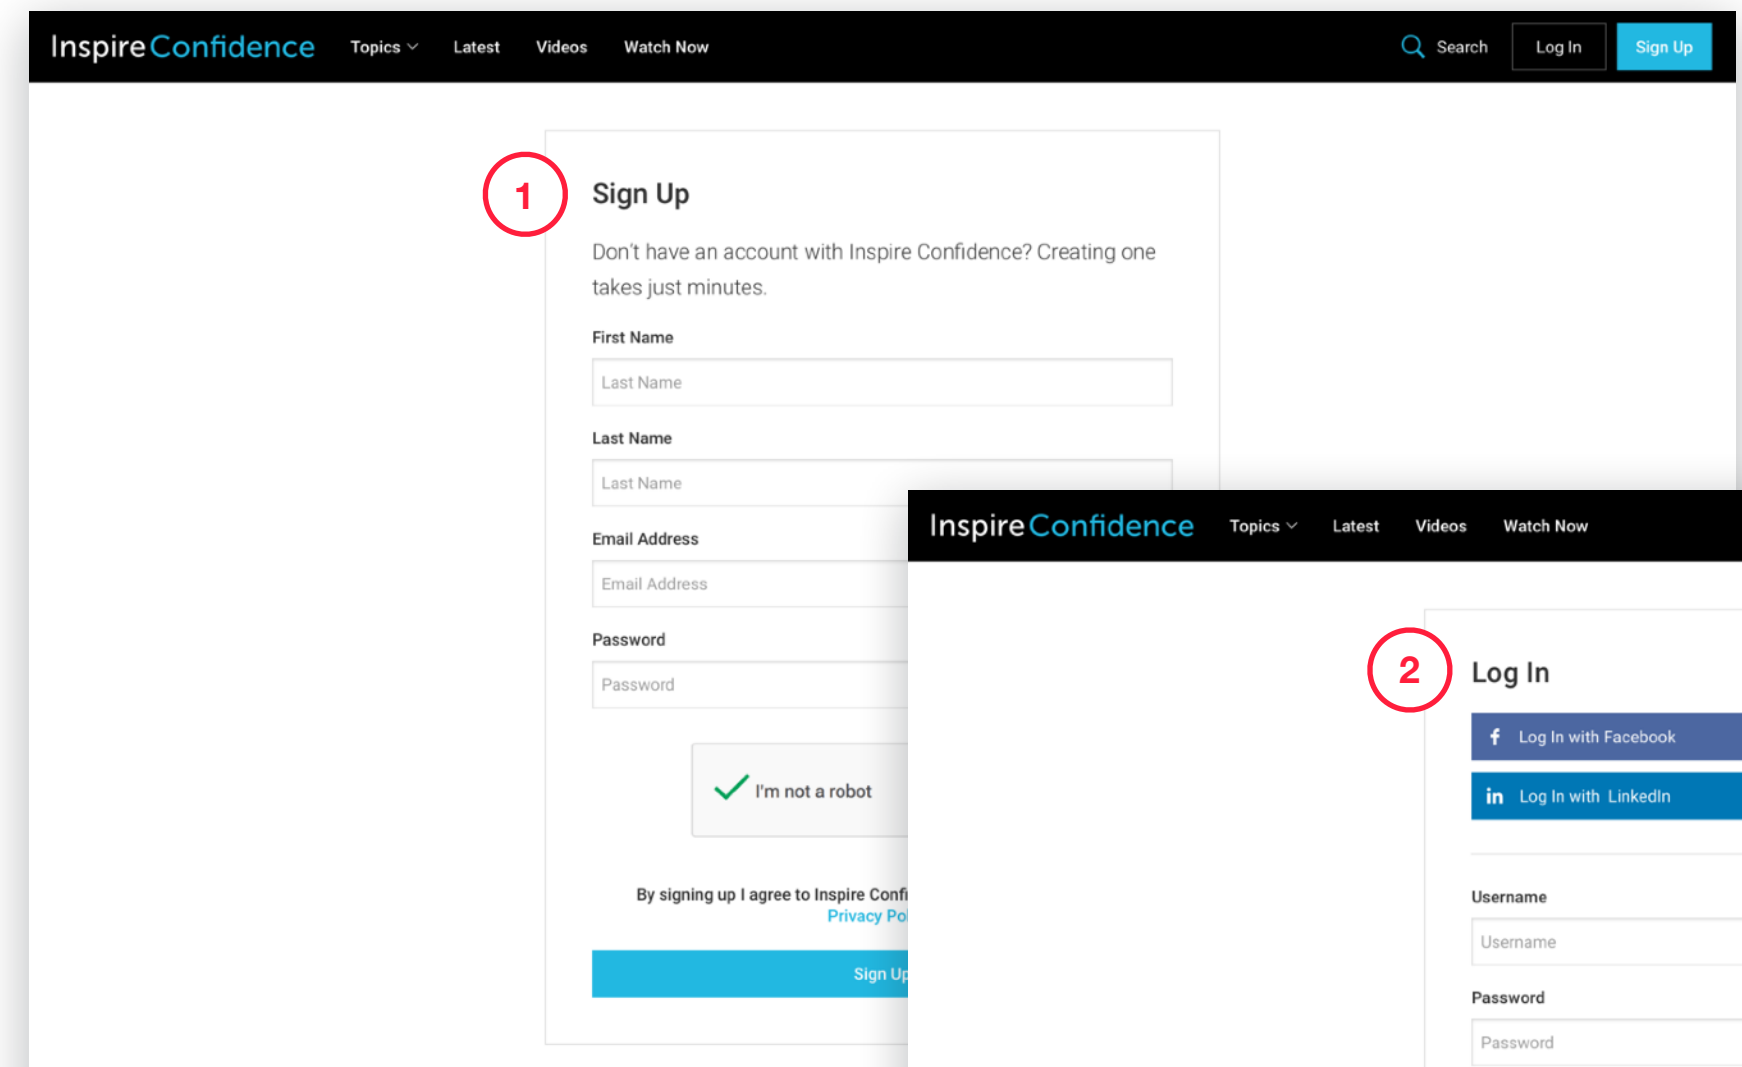 InspireConfidence Topics Latest Videos Watch Now Search Log In Sign Up
1
Sign Up
Don't have an account with Inspire Confidence? Creating one
takes just minutes.
First Name
Last Name
Last Name
Last Name
Email Address
Email Address
Password
Password
I'm not a robot
By signing up I agree to Inspire
Privacy
Sign Up
InspireConfidence Topics Latest Videos Watch Now
2
Log In
f Log In with Facebook
in Log In with LinkedIn
Username
Username
Password
Password